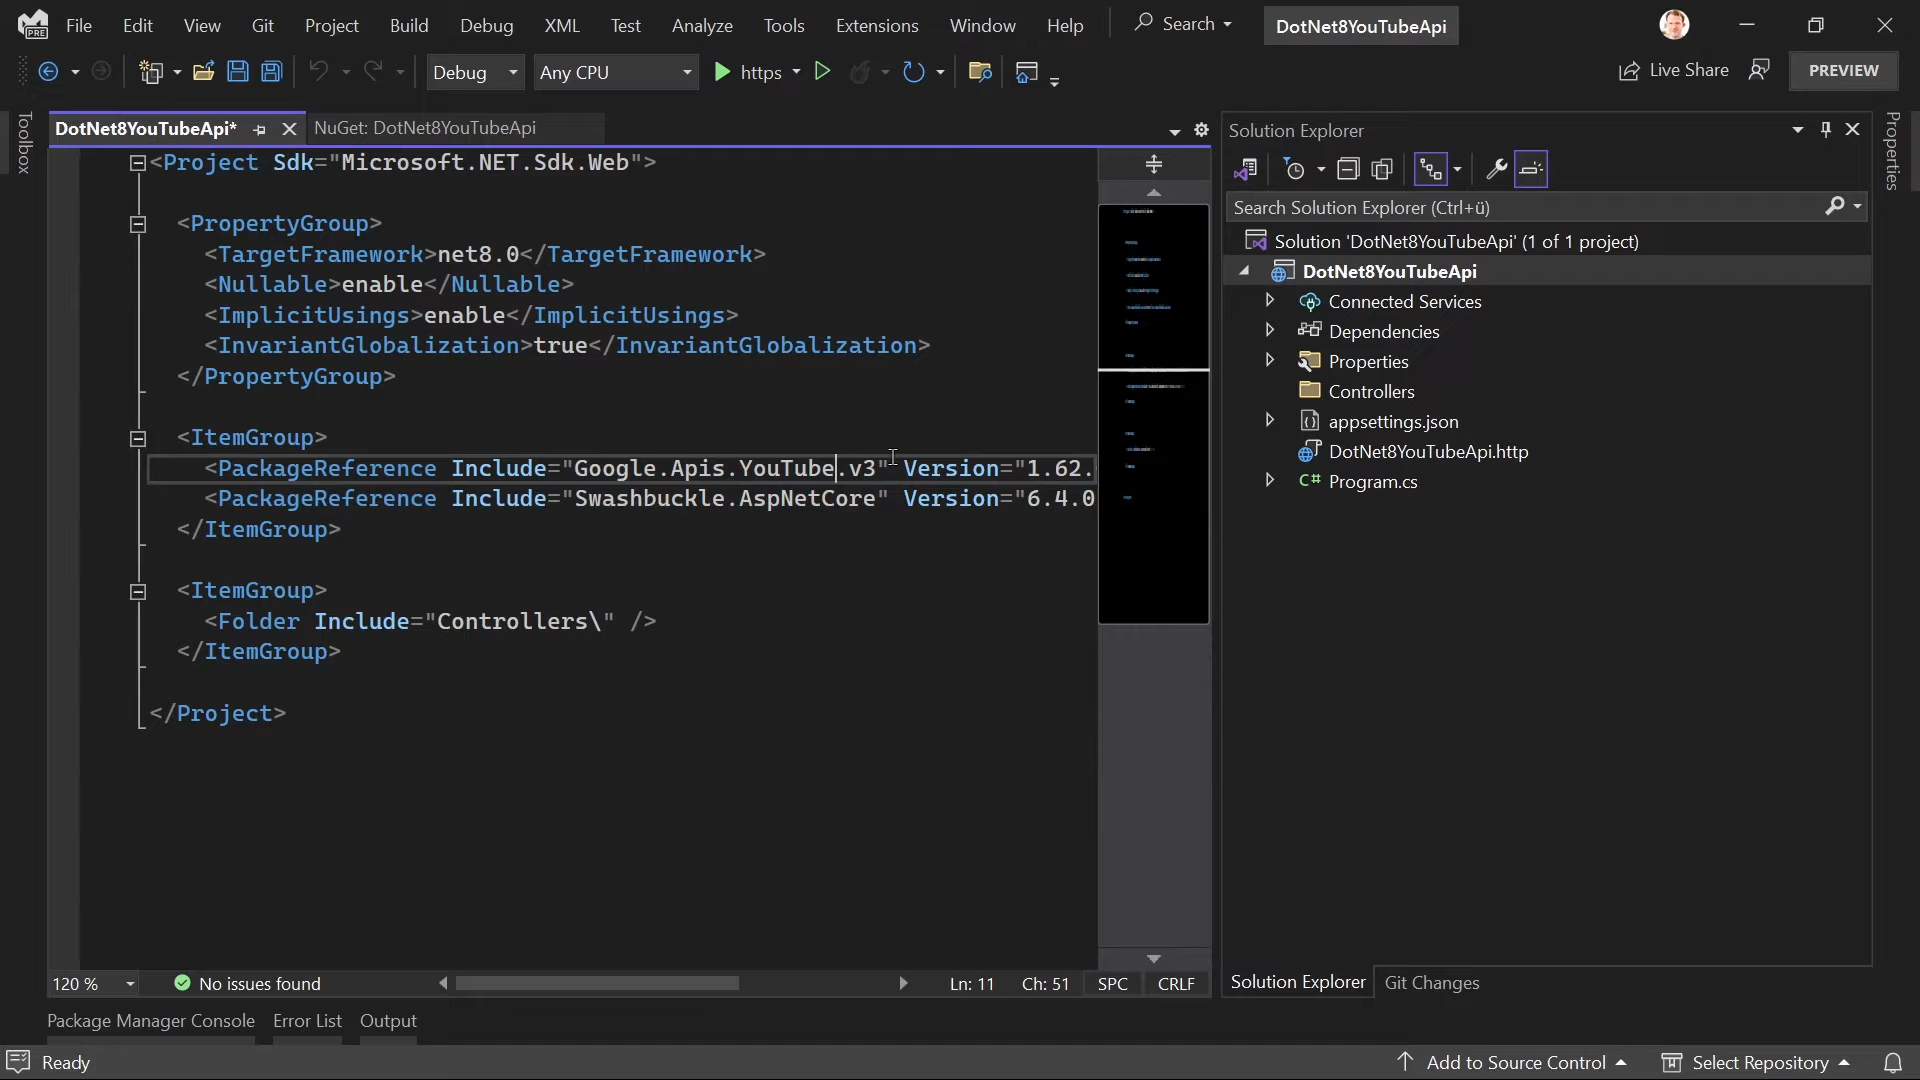 File Edit View Git Project Build Debug XML Test Analyze Tools Extensions Window Help Search DotNet8YouTubeApi
PRE
Debug Any CPU https Live Share PREVIEW
Toolbox
DotNet8YouTubeApi* NuGet: DotNet8YouTubeApi
<Project Sdk="Microsoft.NET.Sdk.Web">
<PropertyGroup>
<TargetFramework>net8.0</TargetFramework>
<Nullable>enable</Nullable>
<ImplicitUsings>enable</ImplicitUsings>
<InvariantGlobalization>true</InvariantGlobalization>
</PropertyGroup>
<ItemGroup>
<PackageReference Include="Google.Apis.YouTube.v3" Version="1.62.
<PackageReference Include="Swashbuckle.AspNetCore" Version="6.4.0
</ItemGroup>
<ItemGroup>
<Folder Include="Controllers\" />
</ItemGroup>
</Project>
120 % No issues found Ln: 11 Ch: 51 SPC CRLF
Solution Explorer
Search Solution Explorer (Ctrl+ü)
Solution 'DotNet8YouTubeApi' (1 of 1 project)
DotNet8YouTubeApi
Connected Services
Dependencies
Properties
Controllers
appsettings.json
DotNet8YouTubeApi.http
C# Program.cs
Solution Explorer Git Changes
Properties
Package Manager Console Error List Output
Ready Add to Source Control Select Repository